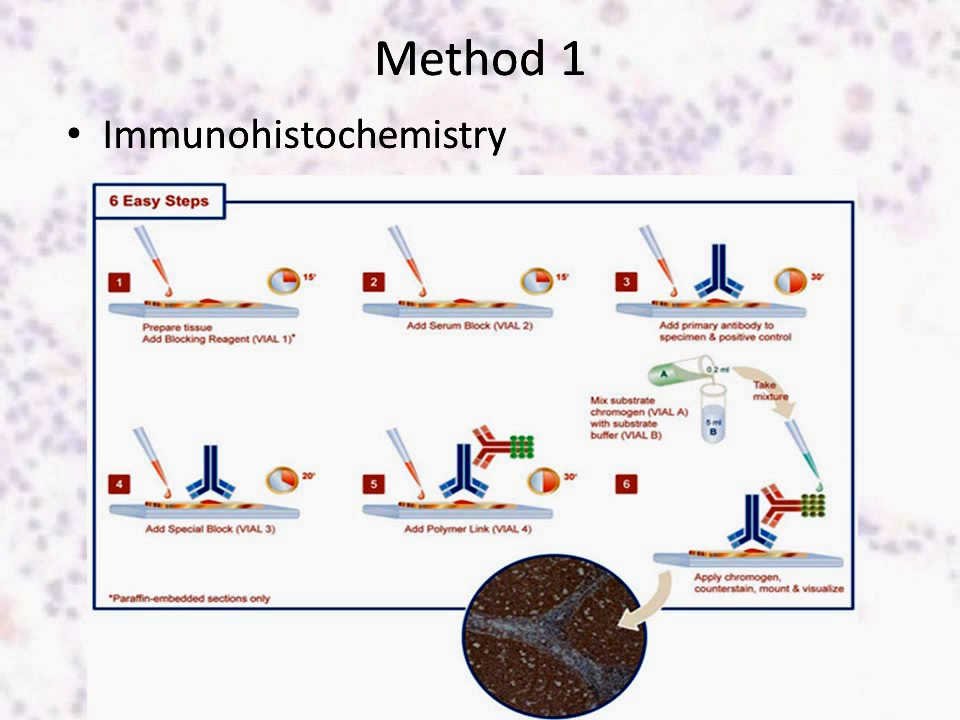 Method 1
• Immunohistochemistry
6 Easy Steps
1
15'
Prepare tissue
Add Blocking Reagent (VIAL 1)*
2
15'
Add Serum Block (VIAL 2)
3
30'
Add primary antibody to
specimen & positive control
4
20'
Add Special Block (VIAL 3)
5
30'
Add Polymer Link (VIAL 4)
A
0.2 ml
Take
mixture
Mix substrate
chromogen (VIAL A)
with substrate
buffer (VIAL B)
5 ml
B
6
Apply chromogen,
counterstain, mount & visualize
*Paraffin-embedded sections only